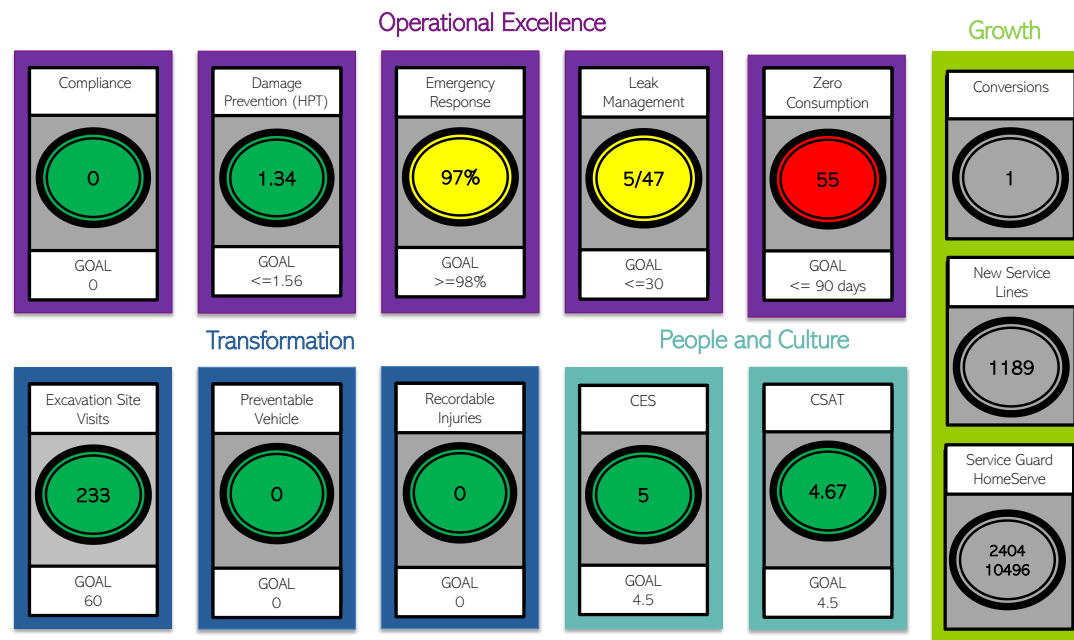 Operational Excellence
Growth
Compliance
0
GOAL
0
Damage
Prevention (HPT)
1.34
GOAL
<=1.56
Emergency
Response
97%
GOAL
>=98%
Leak
Management
5/47
GOAL
<=30
Zero
Consumption
55
GOAL
<= 90 days
Conversions
1
New Service
Lines
1189
Service Guard
HomeServe
2404
10496
Transformation
People and Culture
Excavation Site
Visits
233
GOAL
60
Preventable
Vehicle
0
GOAL
0
Recordable
Injuries
0
GOAL
0
CES
5
GOAL
4.5
CSAT
4.67
GOAL
4.5